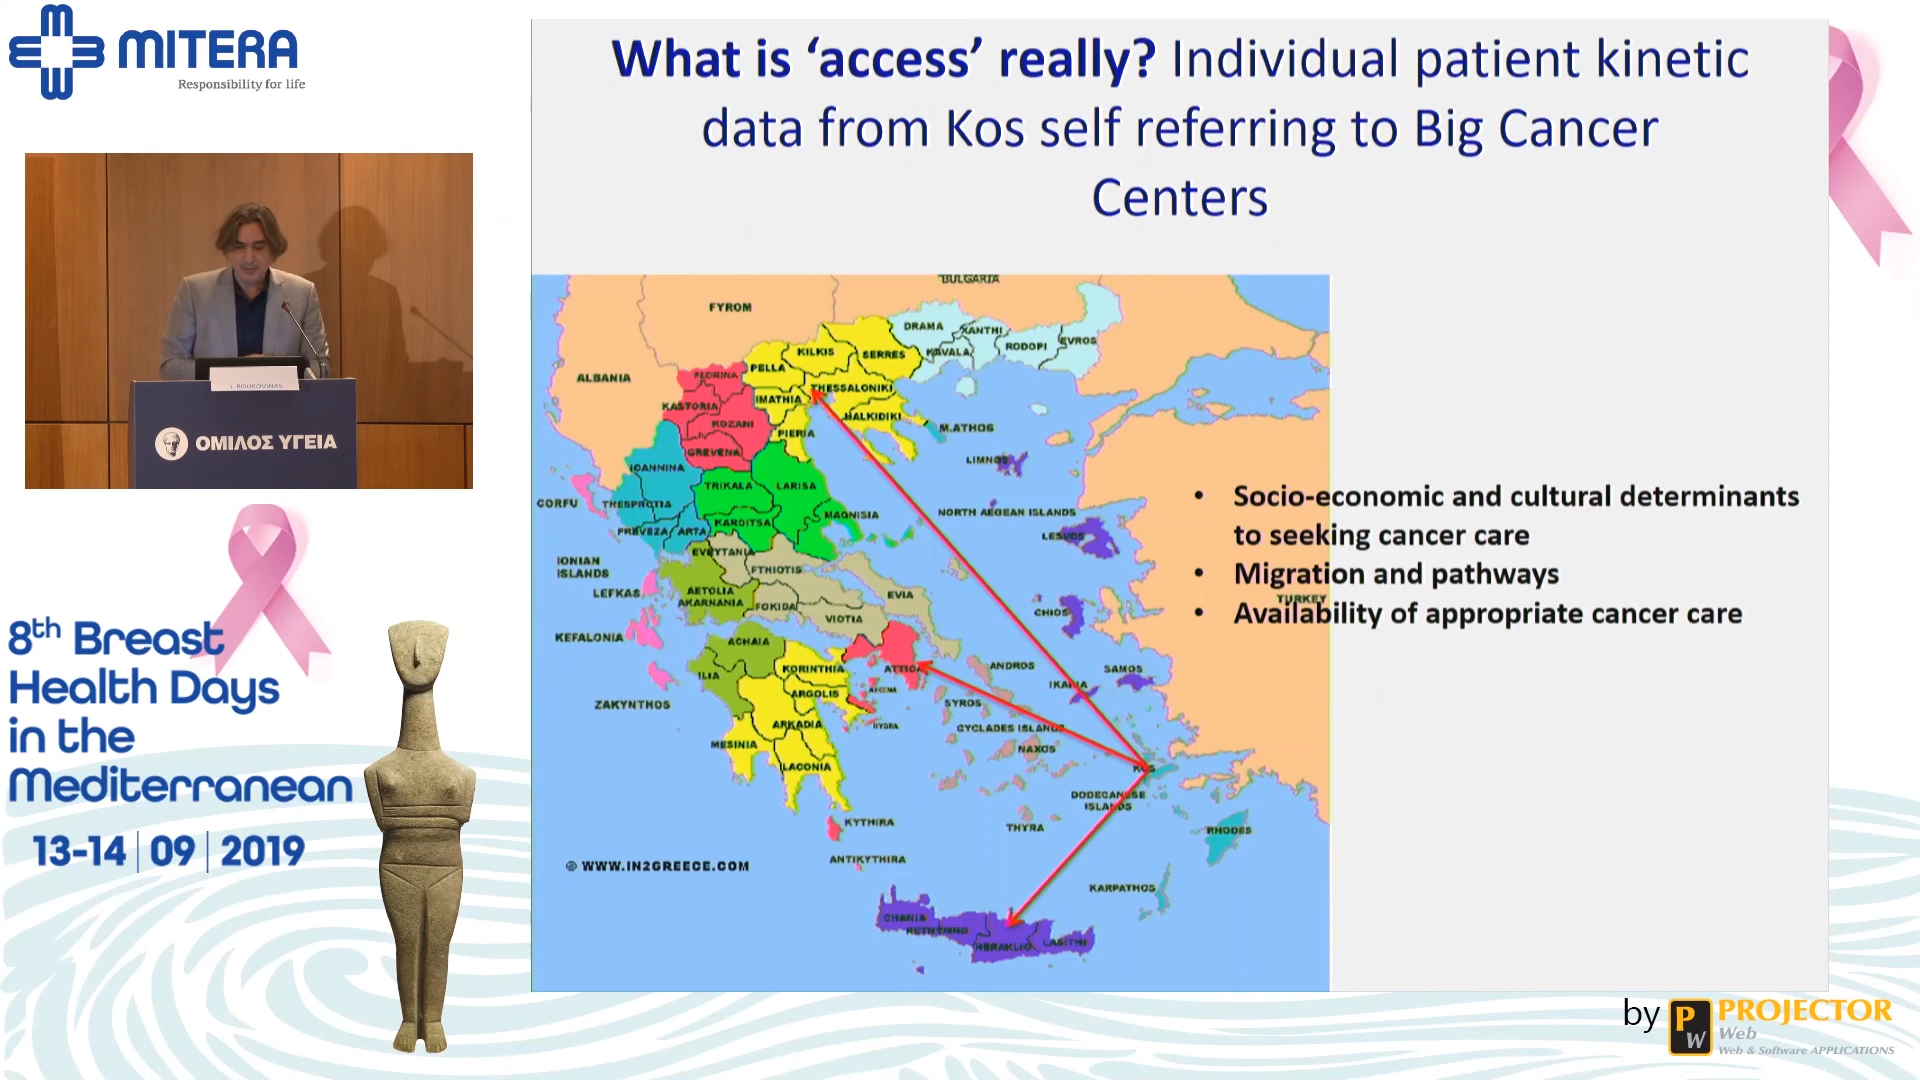 MITERA
Responsibility for life
I. BOUKOVINAS
ΟΜΙΛΟΣ ΥΓΕΙΑ
8th Breast
Health Days
in the
Mediterranean
13-14 | 09 | 2019
What is ‘access’ really? Individual patient kinetic
data from Kos self referring to Big Cancer
Centers
BULGARIA
FYROM
ALBANIA
DRAMA
XANTHI
KAVALA
RODOPI
EVROS
KILKIS
SERRES
PELLA
THESSALONIKI
IMATHIA
HALKIDIKI
PIERIA
M.ATHOS
FLORINA
KASTORIA
KOZANI
GREVENA
LIMNOS
IOANNINA
TRIKALA
LARISA
CORFU
THESPROTIA
KARDITSA
MAGNISIA
NORTH AEGEAN ISLANDS
PREVEZA
ARTA
LESVOS
EVRYTANIA
IONIAN
ISLANDS
FTHIOTIS
LEFKAS
AETOLIA
AKARNANIA
FOKIDA
EVIA
VIOTIA
CHIOS
TURKEY
KEFALONIA
ACHAIA
KORINTHIA
ATTICA
ANDROS
SAMOS
ILIA
ARGOLIS
AEGINA
IKARIA
ZAKYNTHOS
SYROS
ARKADIA
HYDRA
CYCLADES ISLANDS
MESINIA
NAXOS
LACONIA
KOS
DODECANESE
ISLANDS
KYTHIRA
THYRA
RHODES
ANTIKYTHIRA
© WWW.IN2GREECE.COM
KARPATHOS
CHANIA
RETHYMNO
HERAKLIO
LASITHI
• Socio-economic and cultural determinants
to seeking cancer care
• Migration and pathways
• Availability of appropriate cancer care
by PW PROJECTOR
Web
Web & Software APPLICATIONS